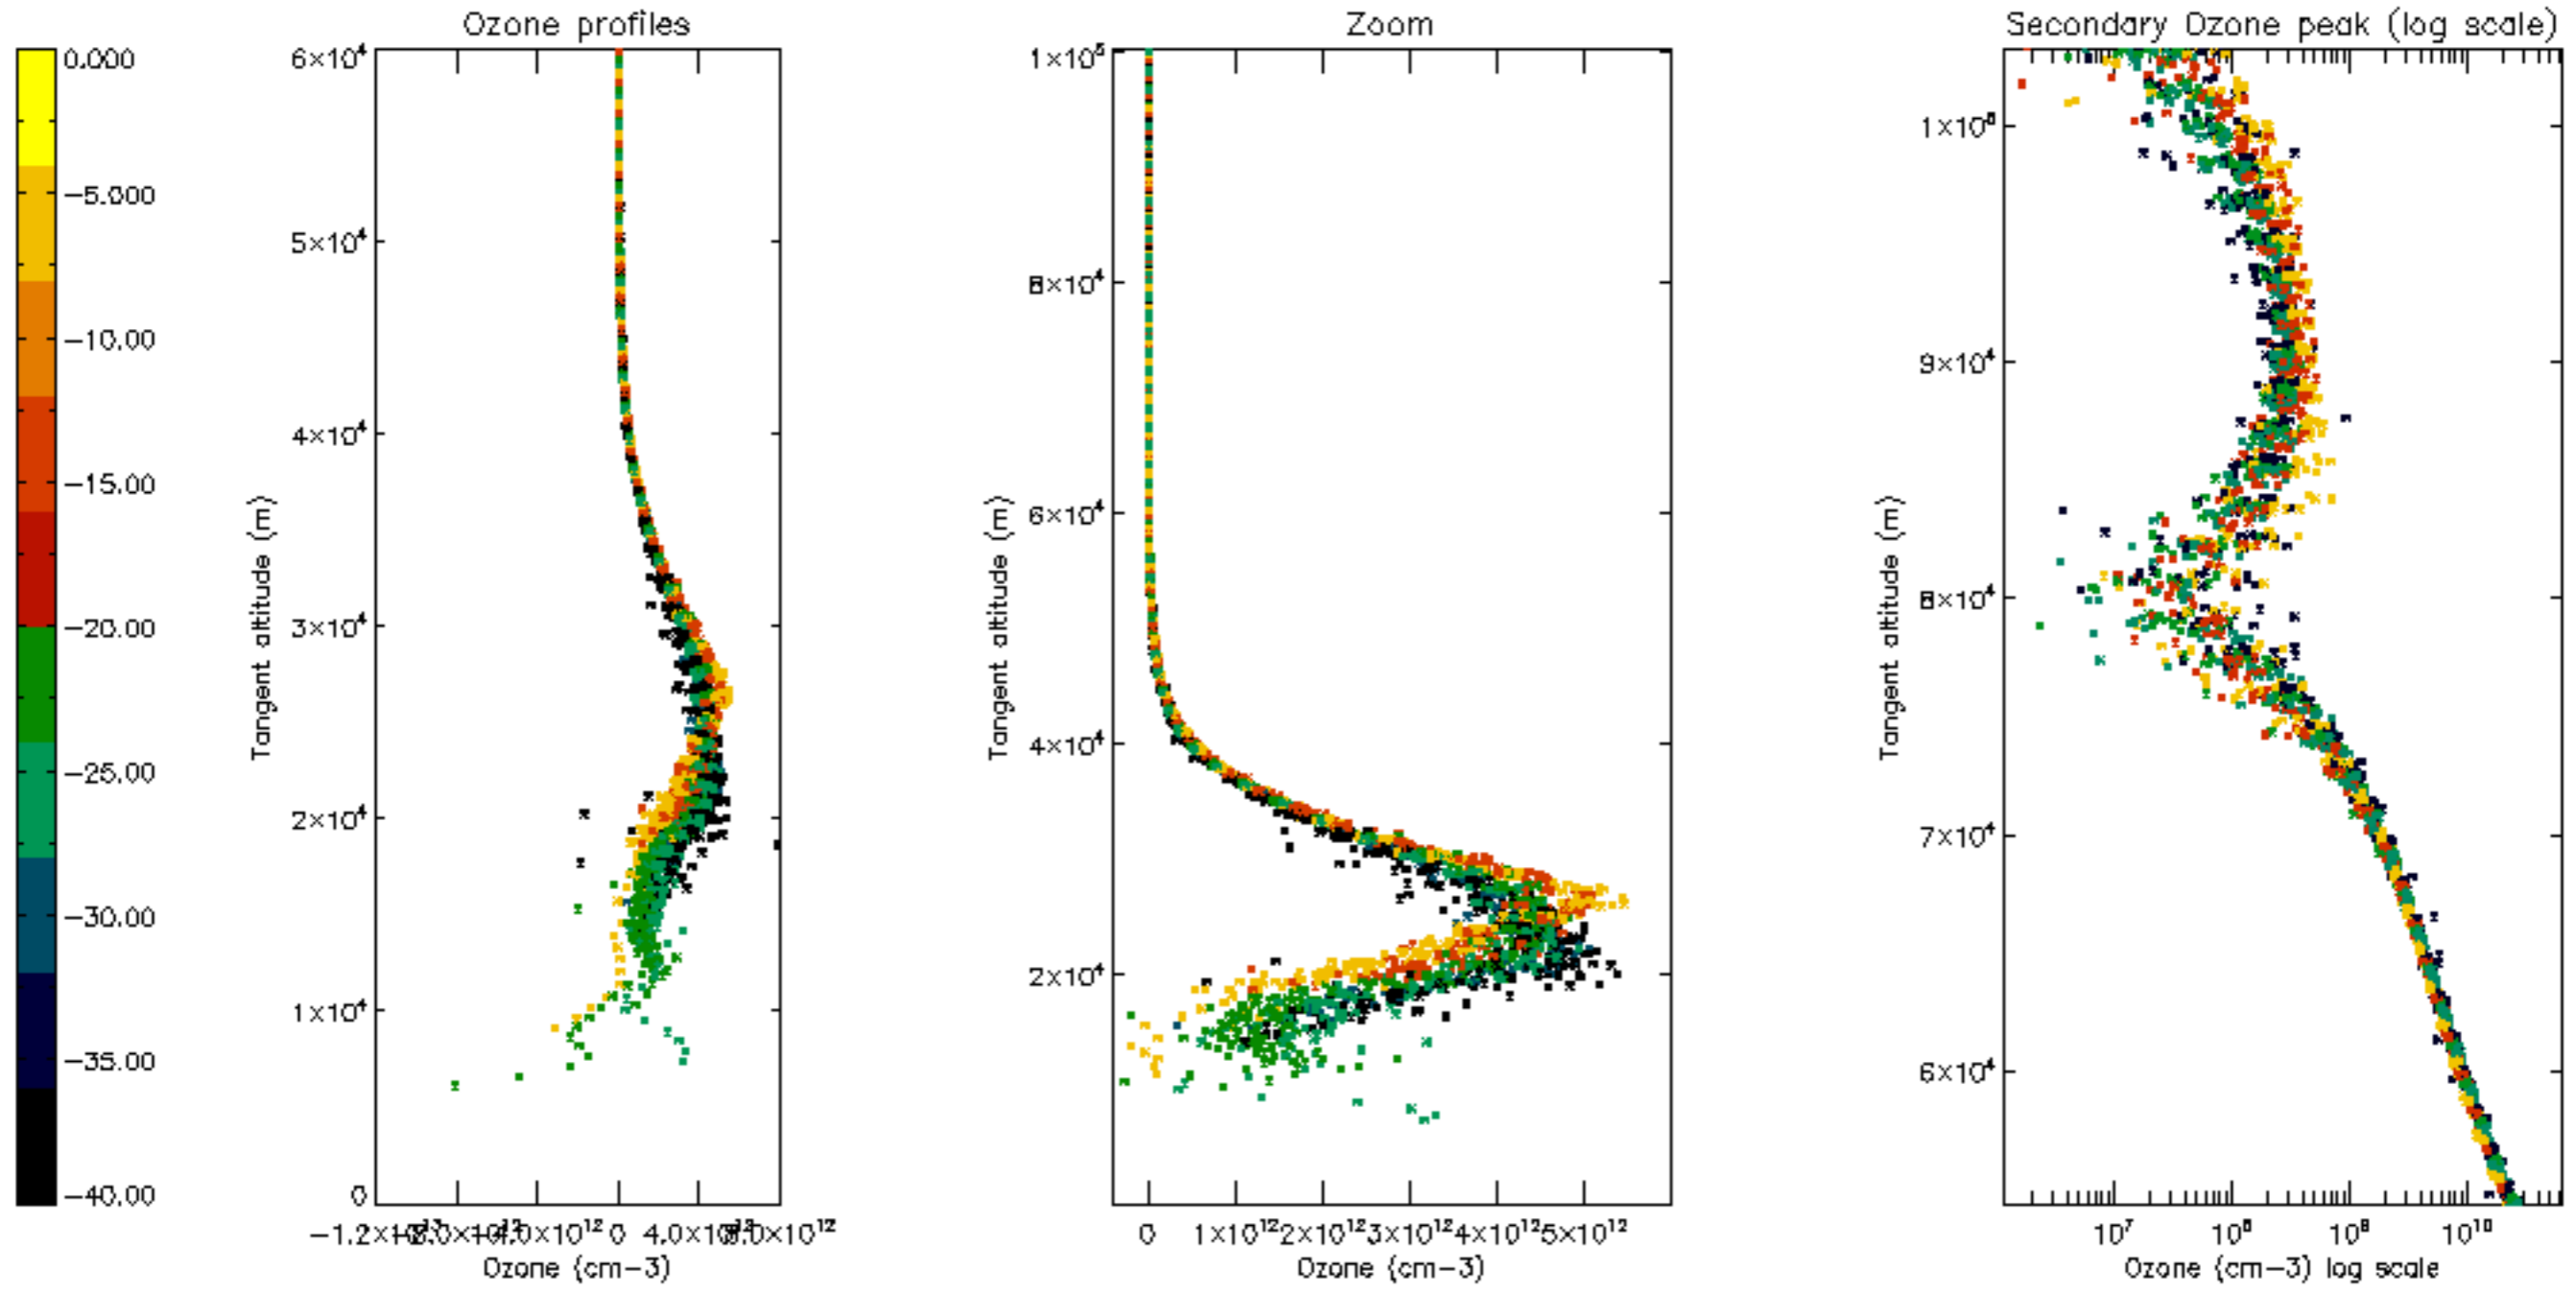 Ozone profiles
Zoom
Secondary Ozone peak (log scale)
0.000
−5.000
−10.00
−15.00
−20.00
−25.00
−30.00
−35.00
−40.00
6×10⁴
5×10⁴
4×10⁴
3×10⁴
2×10⁴
1×10⁴
0
Tangent altitude (m)
0
4.0×10¹²
Ozone (cm−3)
1×10⁵
8×10⁴
6×10⁴
4×10⁴
2×10⁴
Tangent altitude (m)
0 1×10¹² 2×10¹² 3×10¹² 4×10¹² 5×10¹²
Ozone (cm−3)
1×10⁵
9×10⁴
8×10⁴
7×10⁴
6×10⁴
Tangent altitude (m)
10⁷ 10⁸ 10⁹ 10¹⁰
Ozone (cm−3) log scale